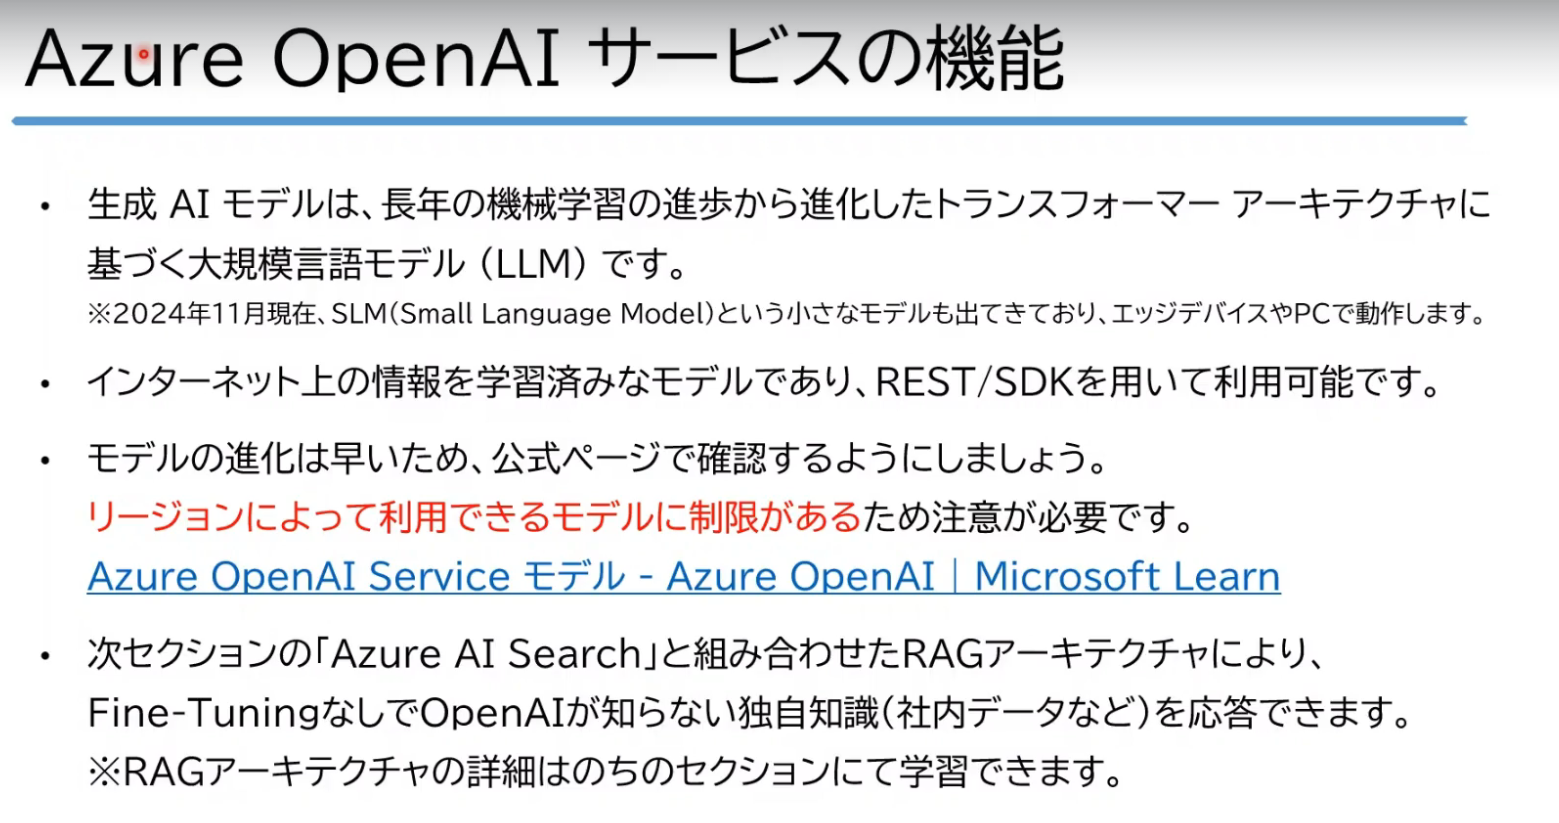 Azure OpenAI サービスの機能
• 生成 AI モデルは、長年の機械学習の進歩から進化したトランスフォーマー アーキテクチャに
基づく大規模言語モデル (LLM) です。
※2024年11月現在、SLM(Small Language Model)という小さなモデルも出てきており、エッジデバイスやPCで動作します。
• インターネット上の情報を学習済みなモデルであり、REST/SDKを用いて利用可能です。
• モデルの進化は早いため、公式ページで確認するようにしましょう。
リージョンによって利用できるモデルに制限があるため注意が必要です。
Azure OpenAI Service モデル - Azure OpenAI | Microsoft Learn
• 次セクションの「Azure AI Search」と組み合わせたRAGアーキテクチャにより、
Fine-TuningなしでOpenAIが知らない独自知識(社内データなど)を応答できます。
※RAGアーキテクチャの詳細はのちのセクションにて学習できます。